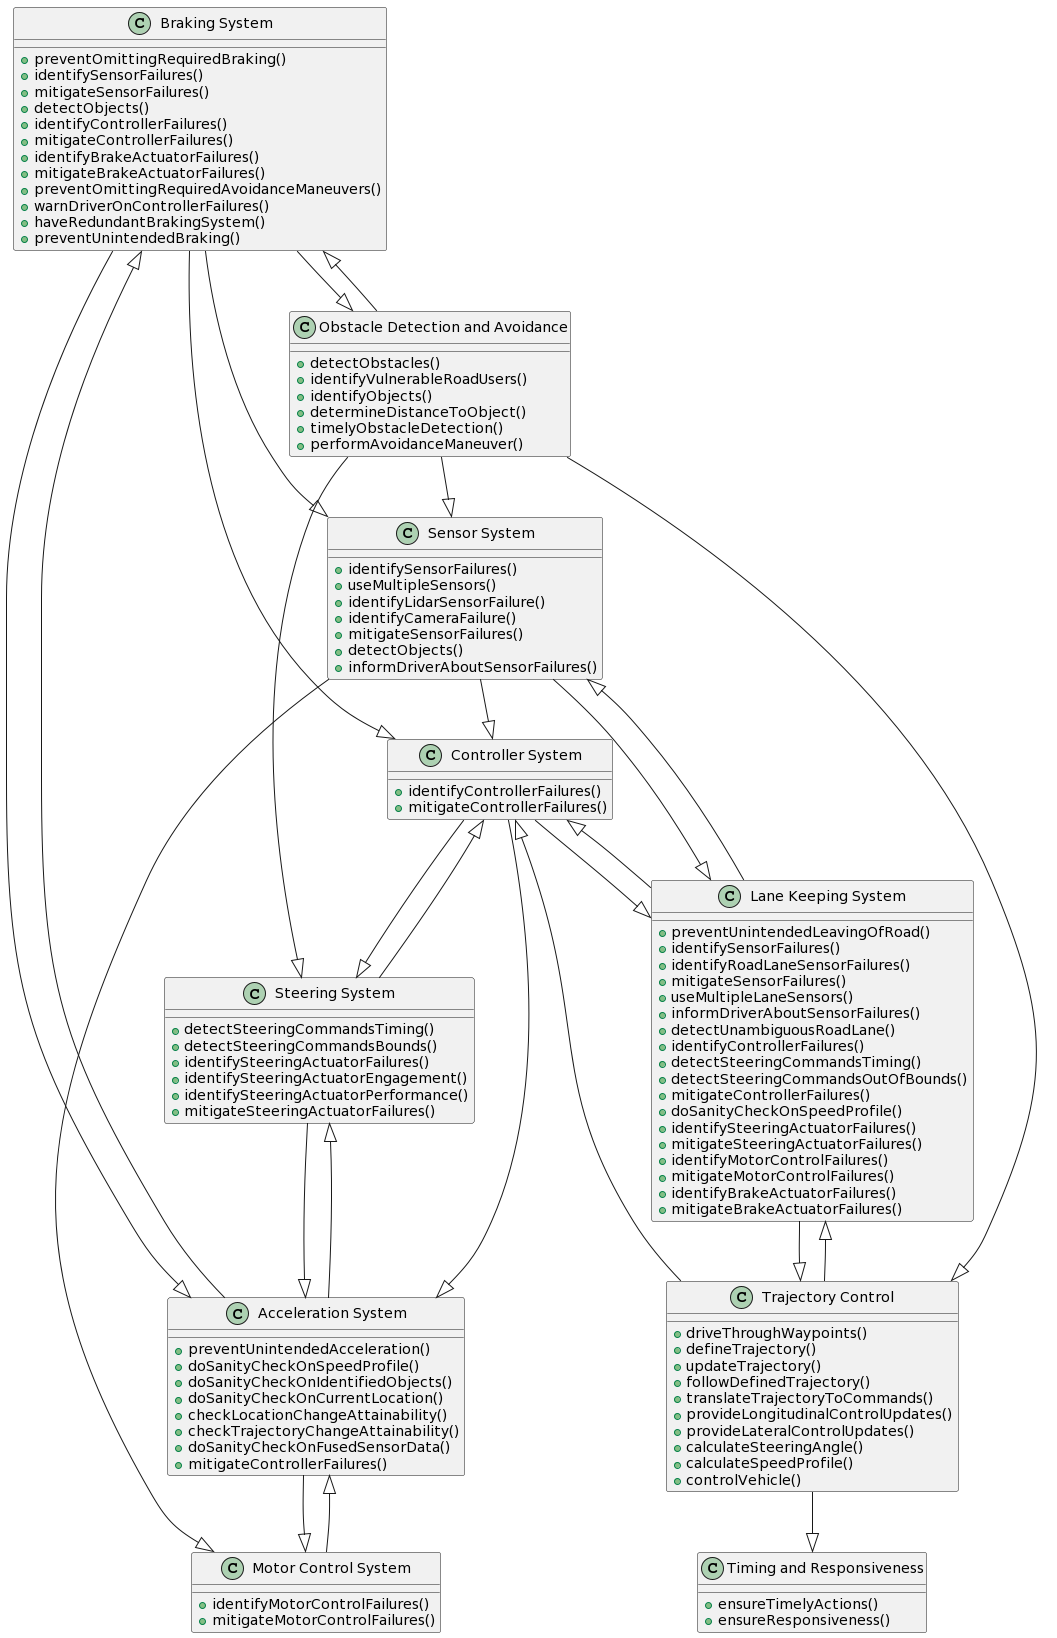 C Braking System
preventOmittingRequiredBraking()
identifySensorFailures()
mitigateSensorFailures()
detectObjects()
identifyControllerFailures()
mitigateControllerFailures()
identifyBrakeActuatorFailures()
mitigateBrakeActuatorFailures()
preventOmittingRequiredAvoidanceManeuvers()
warnDriverOnControllerFailures()
haveRedundantBrakingSystem()
preventUnintendedBraking()
C Obstacle Detection and Avoidance
detectObstacles()
identifyVulnerableRoadUsers()
identifyObjects()
determineDistanceToObject()
timelyObstacleDetection()
performAvoidanceManeuver()
C Sensor System
identifySensorFailures()
useMultipleSensors()
identifyLidarSensorFailure()
identifyCameraFailure()
mitigateSensorFailures()
detectObjects()
informDriverAboutSensorFailures()
C Controller System
identifyControllerFailures()
mitigateControllerFailures()
C Lane Keeping System
preventUnintendedLeavingOfRoad()
identifySensorFailures()
identifyRoadLaneSensorFailures()
mitigateSensorFailures()
useMultipleLaneSensors()
informDriverAboutSensorFailures()
detectUnambiguousRoadLane()
identifyControllerFailures()
detectSteeringCommandsTiming()
detectSteeringCommandsOutOfBounds()
mitigateControllerFailures()
doSanityCheckOnSpeedProfile()
identifySteeringActuatorFailures()
mitigateSteeringActuatorFailures()
identifyMotorControlFailures()
mitigateMotorControlFailures()
identifyBrakeActuatorFailures()
mitigateBrakeActuatorFailures()
C Steering System
detectSteeringCommandsTiming()
detectSteeringCommandsBounds()
identifySteeringActuatorFailures()
identifySteeringActuatorEngagement()
identifySteeringActuatorPerformance()
mitigateSteeringActuatorFailures()
C Acceleration System
preventUnintendedAcceleration()
doSanityCheckOnSpeedProfile()
doSanityCheckOnIdentifiedObjects()
doSanityCheckOnCurrentLocation()
checkLocationChangeAttainability()
checkTrajectoryChangeAttainability()
doSanityCheckOnFusedSensorData()
mitigateControllerFailures()
C Trajectory Control
driveThroughWaypoints()
defineTrajectory()
updateTrajectory()
followDefinedTrajectory()
translateTrajectoryToCommands()
provideLongitudinalControlUpdates()
provideLateralControlUpdates()
calculateSteeringAngle()
calculateSpeedProfile()
controlVehicle()
C Motor Control System
identifyMotorControlFailures()
mitigateMotorControlFailures()
C Timing and Responsiveness
ensureTimelyActions()
ensureResponsiveness()